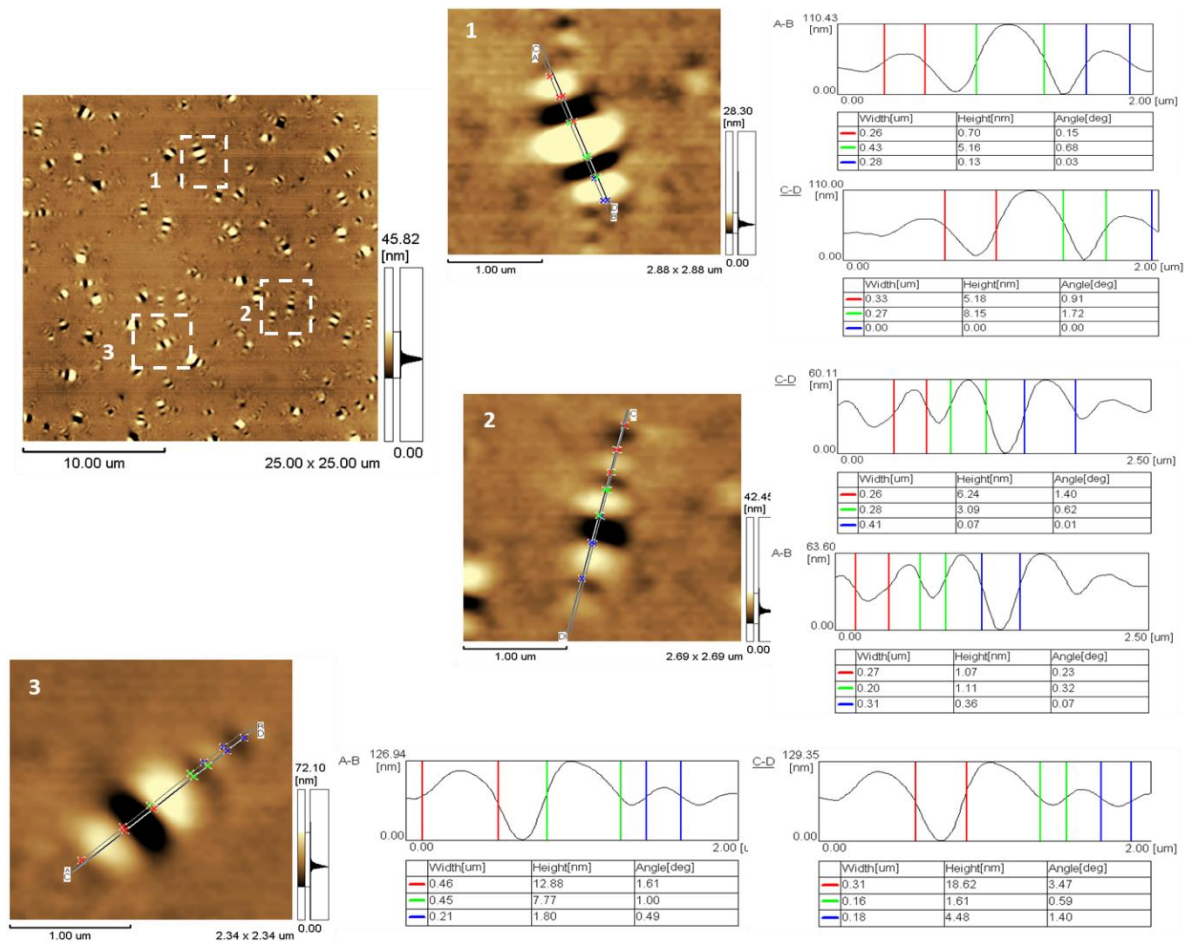 1
A-B
110.43
[nm]
0.00
0.00
2.00 [um]
Width[um] Height[nm] Angle[deg]
0.26 0.70 0.15
0.43 5.16 0.68
0.28 0.13 0.03
28.30
[nm]
0.00
1.00 um
2.88 x 2.88 um
C-D
110.00
[nm]
0.00
0.00
2.00 [um]
Width[um] Height[nm] Angle[deg]
0.33 5.18 0.91
0.27 8.15 1.72
0.00 0.00 0.00
1
2
3
45.82
[nm]
0.00
10.00 um
25.00 x 25.00 um
2
C
D
42.45
[nm]
0.00
1.00 um
2.69 x 2.69 um
C-D
60.11
[nm]
0.00
0.00
2.50 [um]
Width[um] Height[nm] Angle[deg]
0.26 6.24 1.40
0.28 3.09 0.62
0.41 0.07 0.01
A-B
63.60
[nm]
0.00
0.00
2.50 [um]
Width[um] Height[nm] Angle[deg]
0.27 1.07 0.23
0.20 1.11 0.32
0.31 0.36 0.07
3
72.10
[nm]
0.00
1.00 um
2.34 x 2.34 um
A-B
126.94
[nm]
0.00
0.00
2.00 [u
Width[um] Height[nm] Angle[deg]
0.46 12.88 1.61
0.45 7.77 1.00
0.21 1.80 0.49
C-D
129.35
[nm]
0.00
0.00
2.00 [um]
Width[um] Height[nm] Angle[deg]
0.31 18.62 3.47
0.16 1.61 0.59
0.18 4.48 1.40